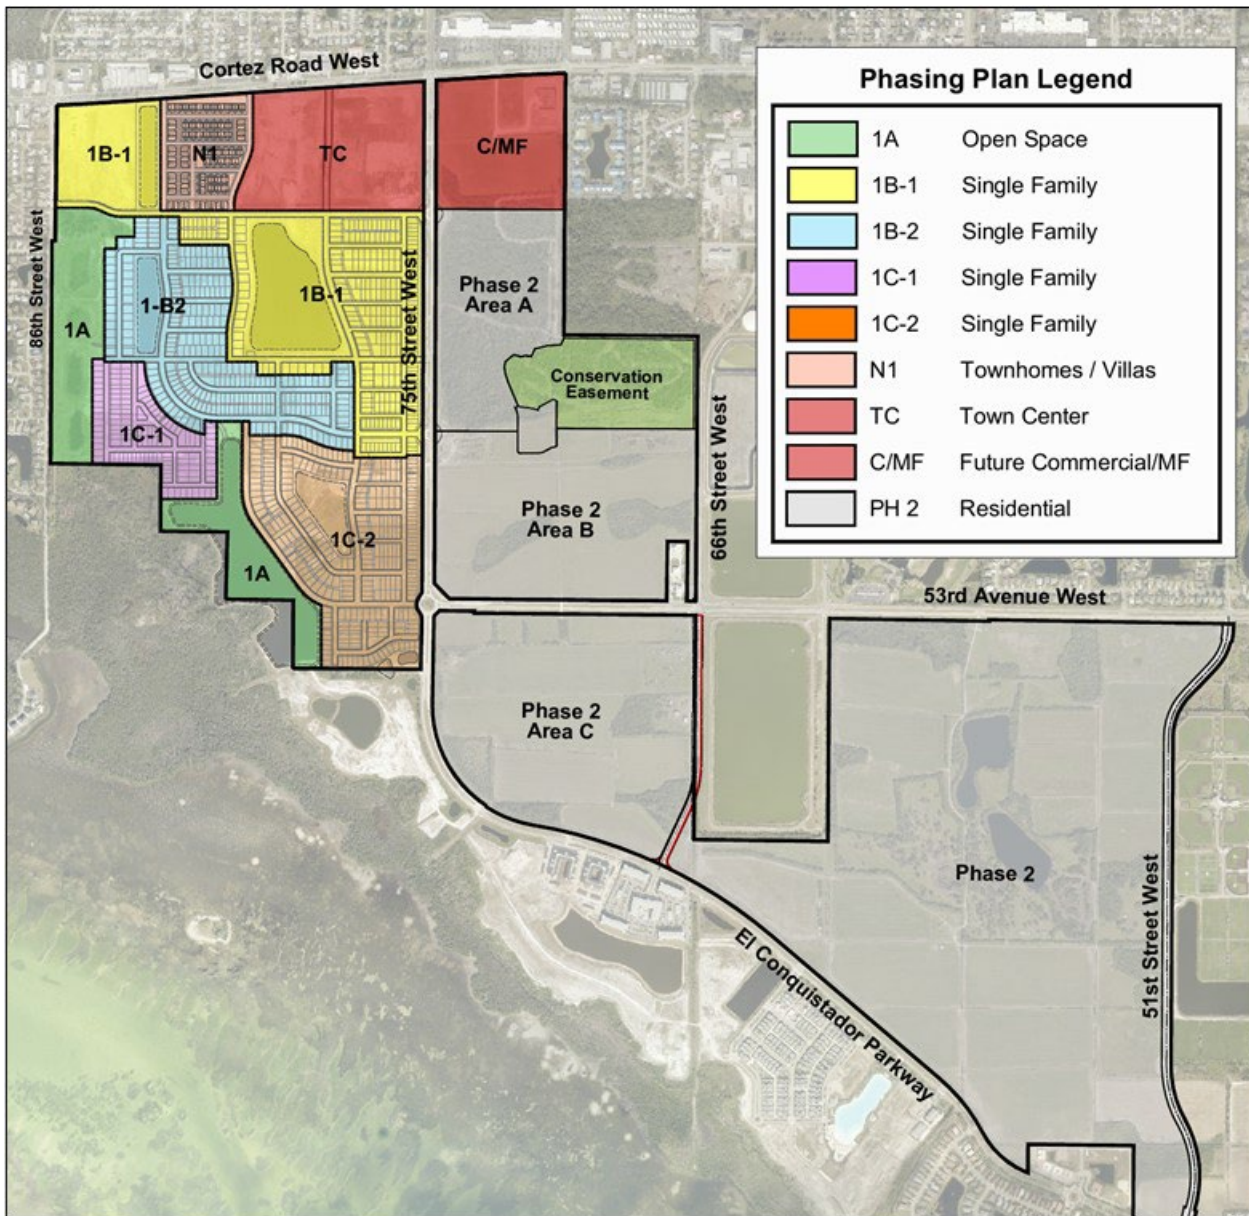 Cortez Road West
Phasing Plan Legend
1A Open Space
1B-1 Single Family
1B-2 Single Family
1C-1 Single Family
1C-2 Single Family
N1 Townhomes / Villas
TC Town Center
C/MF Future Commercial/MF
PH 2 Residential
1B-1
N1
TC
C/MF
86th Street West
1A
1-B2
1B-1
75th Street West
Phase 2
Area A
Conservation
Easement
66th Street West
1C-1
1C-2
1A
Phase 2
Area B
53rd Avenue West
Phase 2
Area C
Phase 2
El Conquistador Parkway
51st Street West